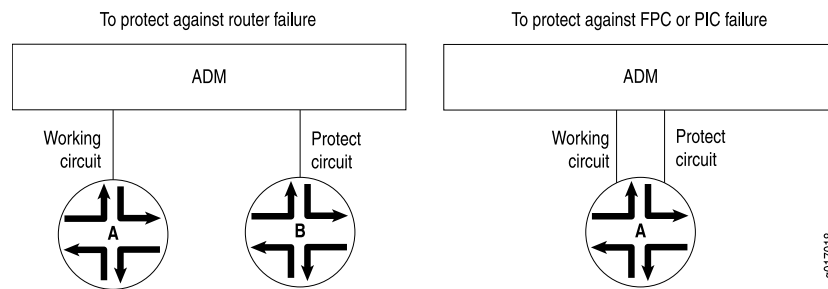 To protect against router failure
ADM
Working
circuit
Protect
circuit
A
B
To protect against FPC or PIC failure
ADM
Working
circuit
Protect
circuit
A
g017018